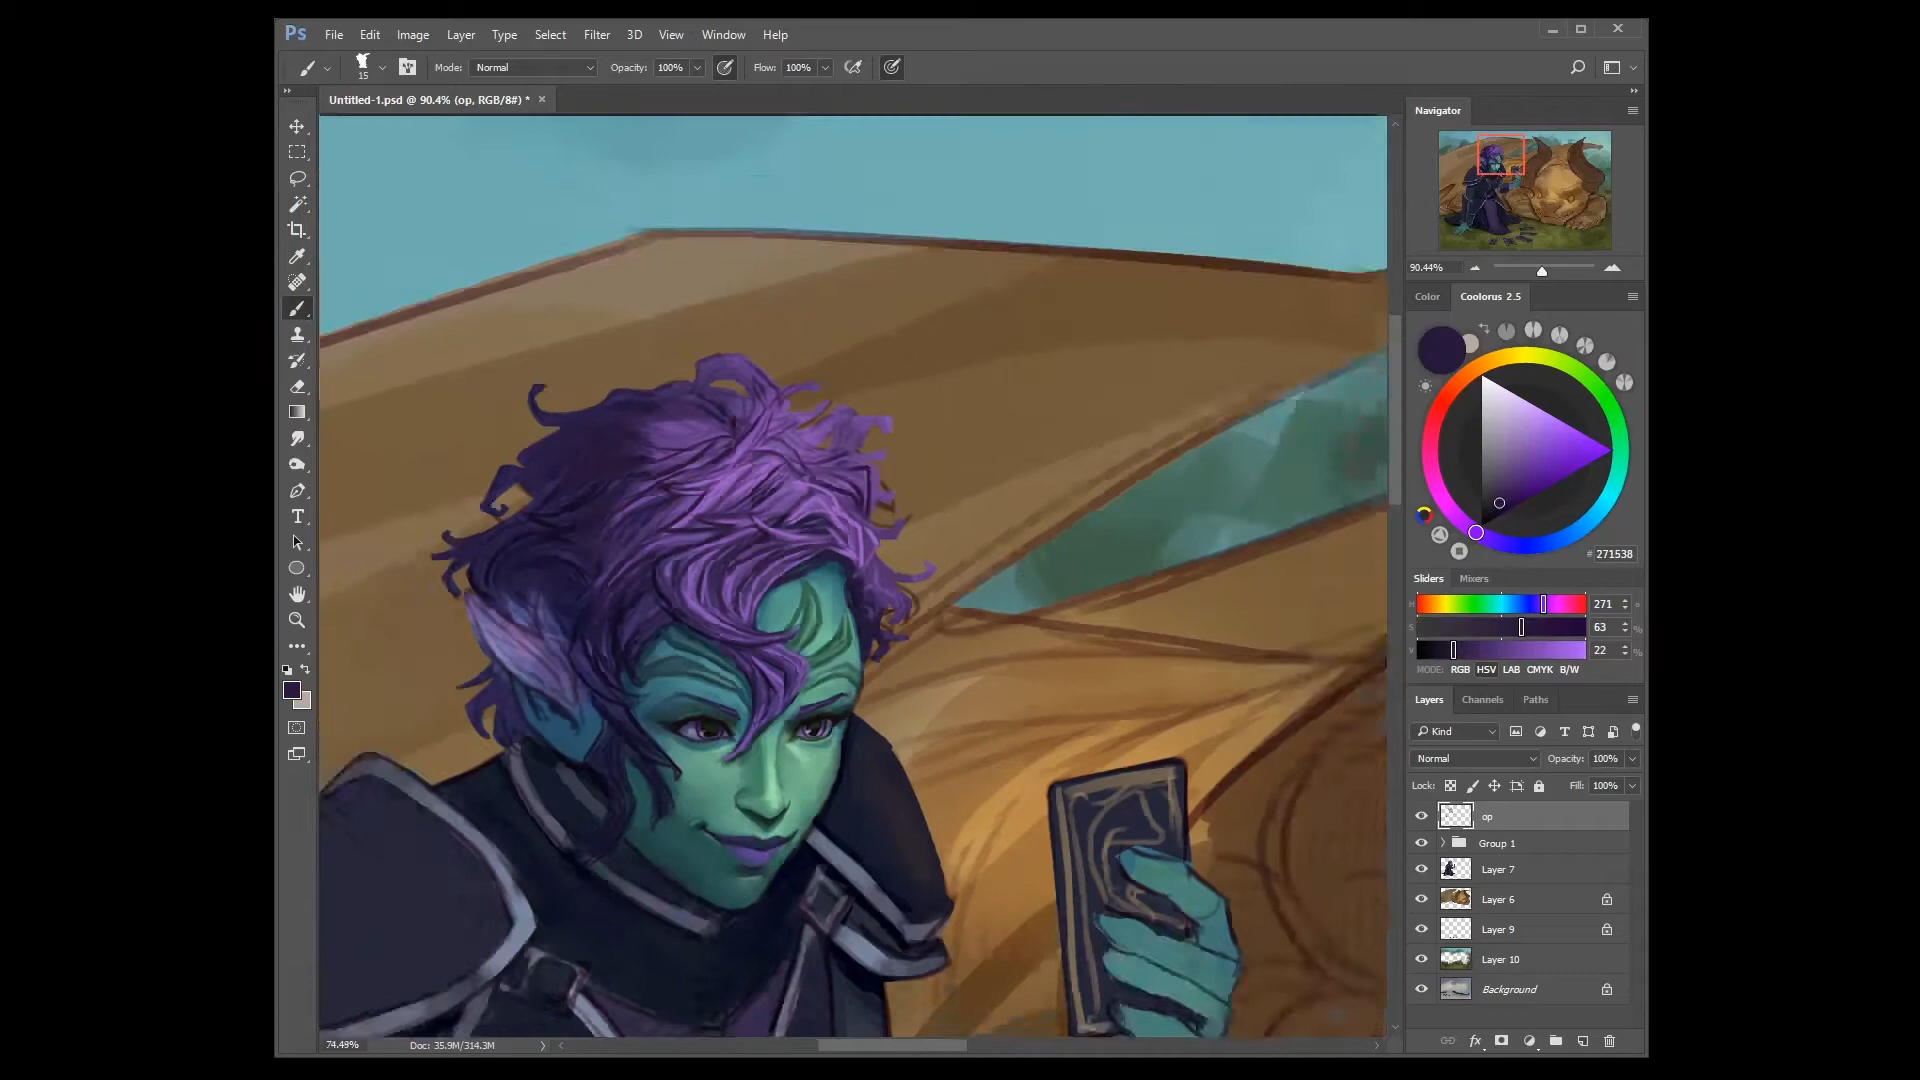 Ps File Edit Image Layer Type Select Filter 3D View Window Help
15 Mode: Normal Opacity: 100% Flow: 100%
Untitled-1.psd @ 90.4% (op, RGB/8#) * ×
Navigator
90.44%
Color Coolorus 2.5
# 271538
Sliders Mixers
H 271 °
S 63 %
V 22 %
MODE: RGB HSV LAB CMYK B/W
Layers Channels Paths
Kind T
Normal Opacity: 100%
Lock: Fill: 100%
op
Group 1
Layer 7
Layer 6
Layer 9
Layer 10
Background
fx
74.49% Doc: 35.9M/314.3M